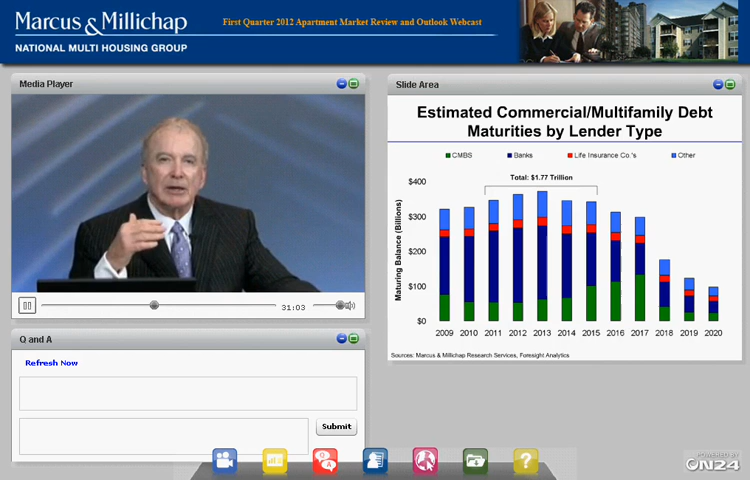 Marcus & Millichap
NATIONAL MULTI HOUSING GROUP
First Quarter 2012 Apartment Market Review and Outlook Webcast
Media Player
31:03
Q and A
Refresh Now
Submit
Slide Area
Estimated Commercial/Multifamily Debt
Maturities by Lender Type
CMBS Banks Life Insurance Co.'s Other
Total: $1.77 Trillion
Maturing Balance (Billions)
$400
$300
$200
$100
$0
2009 2010 2011 2012 2013 2014 2015 2016 2017 2018 2019 2020
Sources: Marcus & Millichap Research Services, Foresight Analytics
Q A
?
POWERED BY
ON24